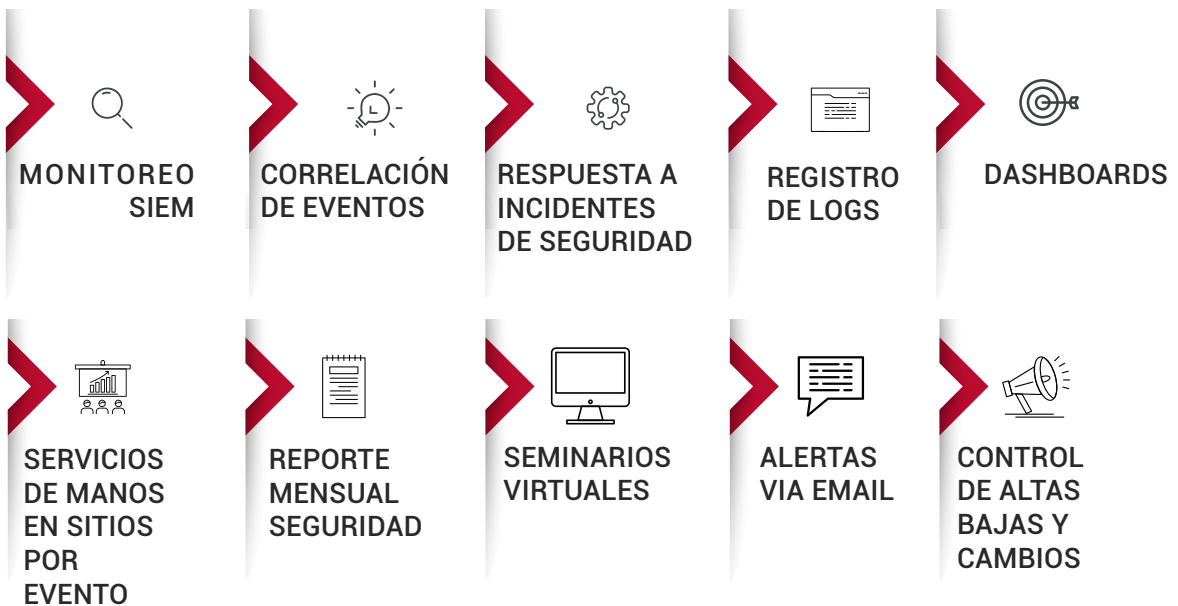 MONITOREO
SIEM
CORRELACIÓN
DE EVENTOS
RESPUESTA A
INCIDENTES
DE SEGURIDAD
REGISTRO
DE LOGS
DASHBOARDS
SERVICIOS
DE MANOS
EN SITIOS
POR
EVENTO
REPORTE
MENSUAL
SEGURIDAD
SEMINARIOS
VIRTUALES
ALERTAS
VIA EMAIL
CONTROL
DE ALTAS
BAJAS Y
CAMBIOS